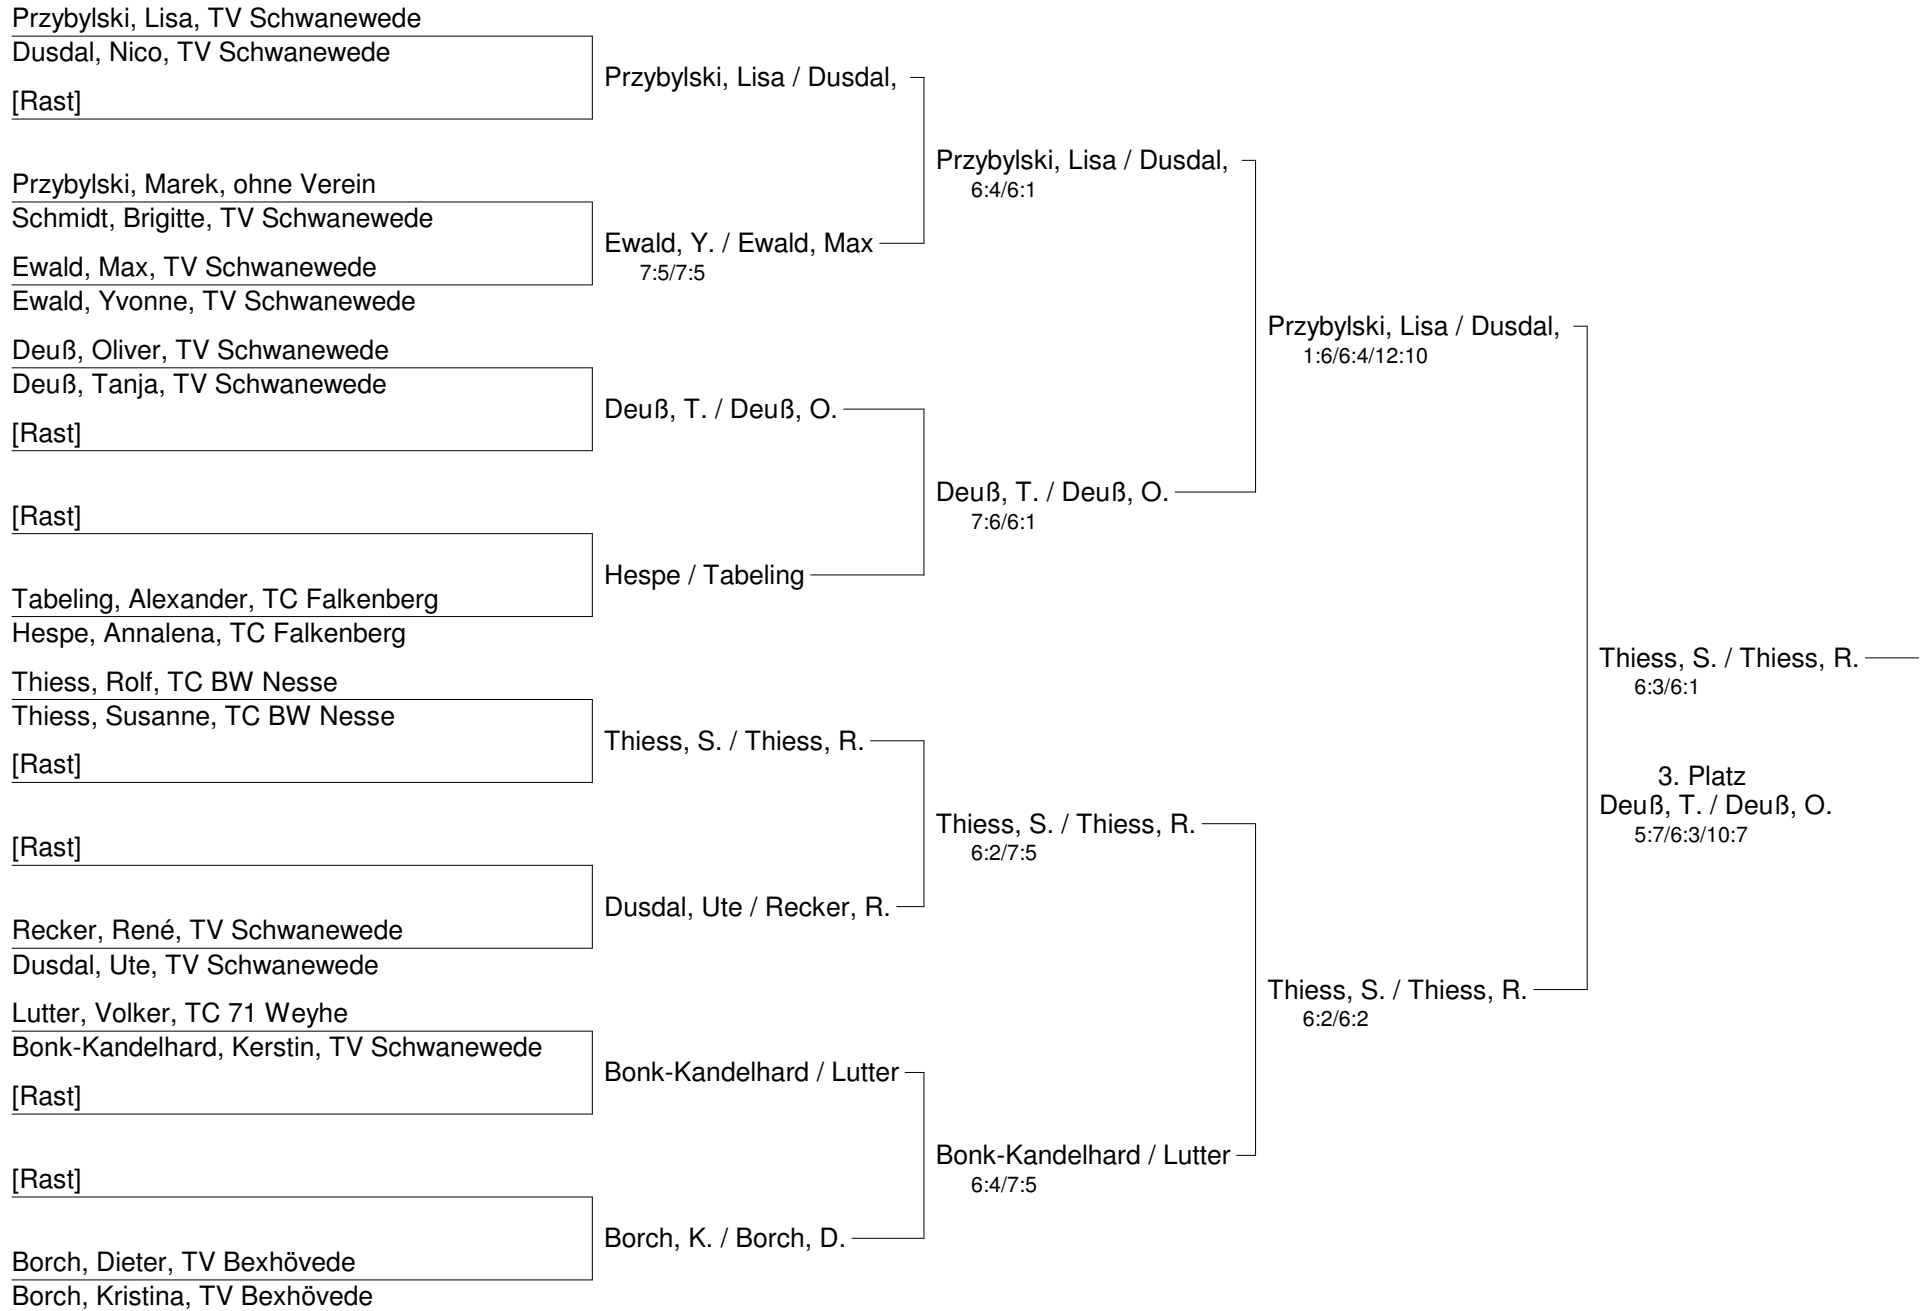 Przybylski, Lisa, TV Schwanewede
Dusdal, Nico, TV Schwanewede
[Rast]
Przybylski, Marek, ohne Verein
Schmidt, Brigitte, TV Schwanewede
Ewald, Max, TV Schwanewede
Ewald, Yvonne, TV Schwanewede
Deuß, Oliver, TV Schwanewede
Deuß, Tanja, TV Schwanewede
[Rast]
[Rast]
Tabeling, Alexander, TC Falkenberg
Hespe, Annalena, TC Falkenberg
Thiess, Rolf, TC BW Nesse
Thiess, Susanne, TC BW Nesse
[Rast]
[Rast]
Recker, René, TV Schwanewede
Dusdal, Ute, TV Schwanewede
Lutter, Volker, TC 71 Weyhe
Bonk-Kandelhard, Kerstin, TV Schwanewede
[Rast]
[Rast]
Borch, Dieter, TV Bexhövede
Borch, Kristina, TV Bexhövede
Przybylski, Lisa / Dusdal,
Ewald, Y. / Ewald, Max
7:5/7:5
Deuß, T. / Deuß, O.
Hespe / Tabeling
Thiess, S. / Thiess, R.
Dusdal, Ute / Recker, R.
Bonk-Kandelhard / Lutter
Borch, K. / Borch, D.
Przybylski, Lisa / Dusdal,
6:4/6:1
Deuß, T. / Deuß, O.
7:6/6:1
Thiess, S. / Thiess, R.
6:2/7:5
Bonk-Kandelhard / Lutter
6:4/7:5
Przybylski, Lisa / Dusdal,
1:6/6:4/12:10
Thiess, S. / Thiess, R.
6:2/6:2
Thiess, S. / Thiess, R.
6:3/6:1
3. Platz
Deuß, T. / Deuß, O.
5:7/6:3/10:7